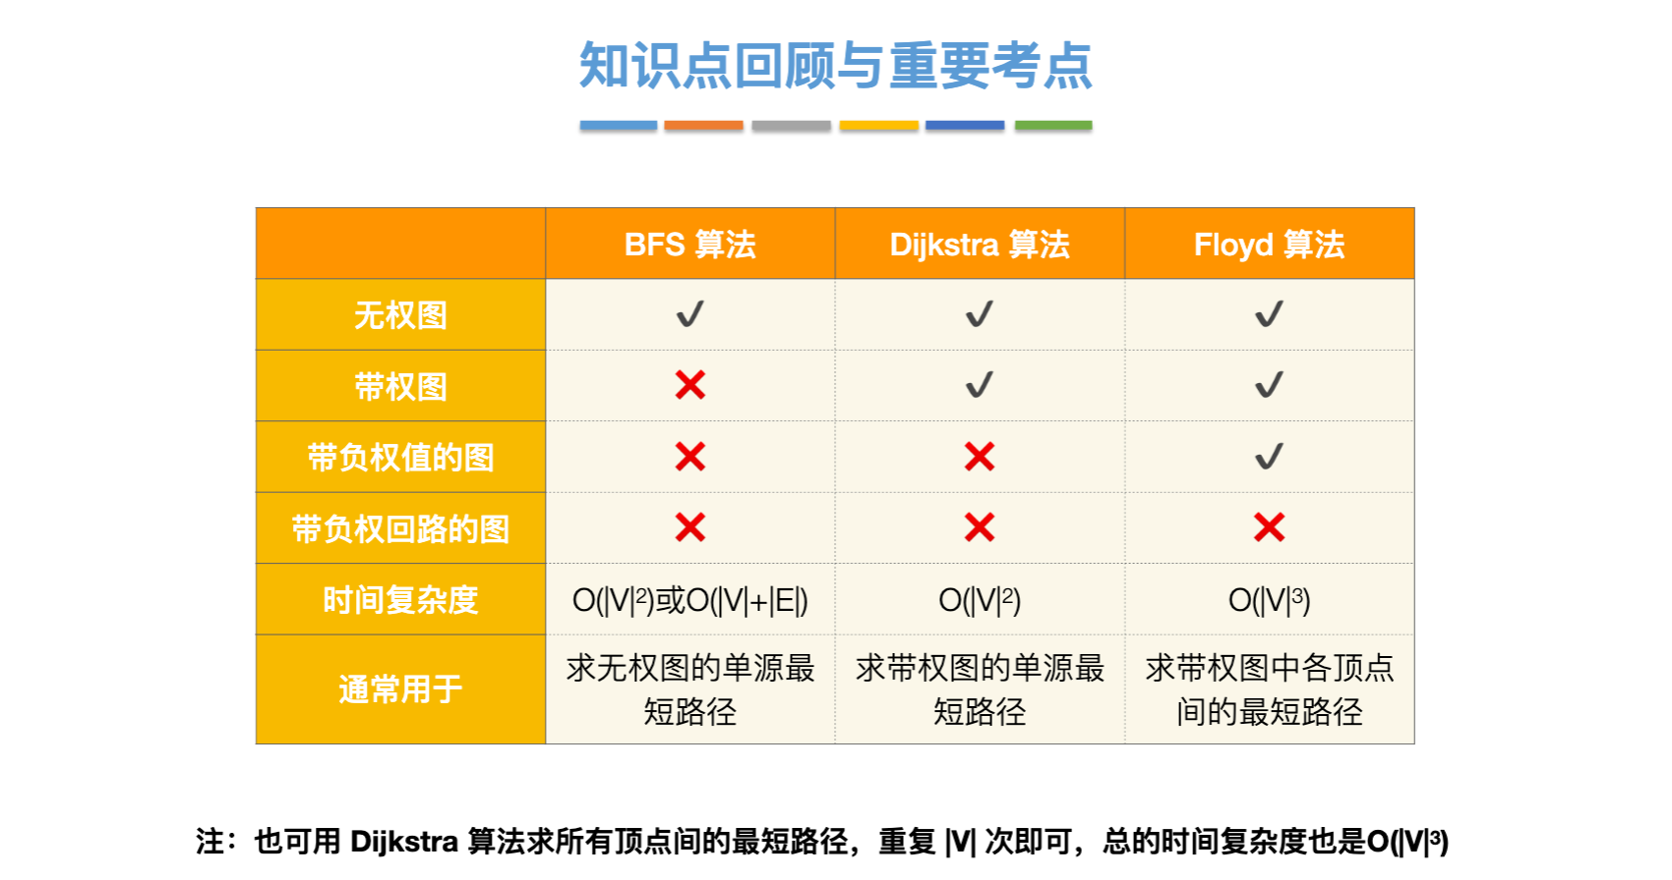 知识点回顾与重要考点
BFS 算法 Dijkstra 算法 Floyd 算法
无权图 ✔ ✔ ✔
带权图 ❌ ✔ ✔
带负权值的图 ❌ ❌ ✔
带负权回路的图 ❌ ❌ ❌
时间复杂度 O(|V|²)或O(|V|+|E|) O(|V|²) O(|V|³)
通常用于 求无权图的单源最短路径 求带权图的单源最短路径 求带权图中各顶点间的最短路径
注：也可用 Dijkstra 算法求所有顶点间的最短路径，重复 |V| 次即可，总的时间复杂度也是O(|V|³)